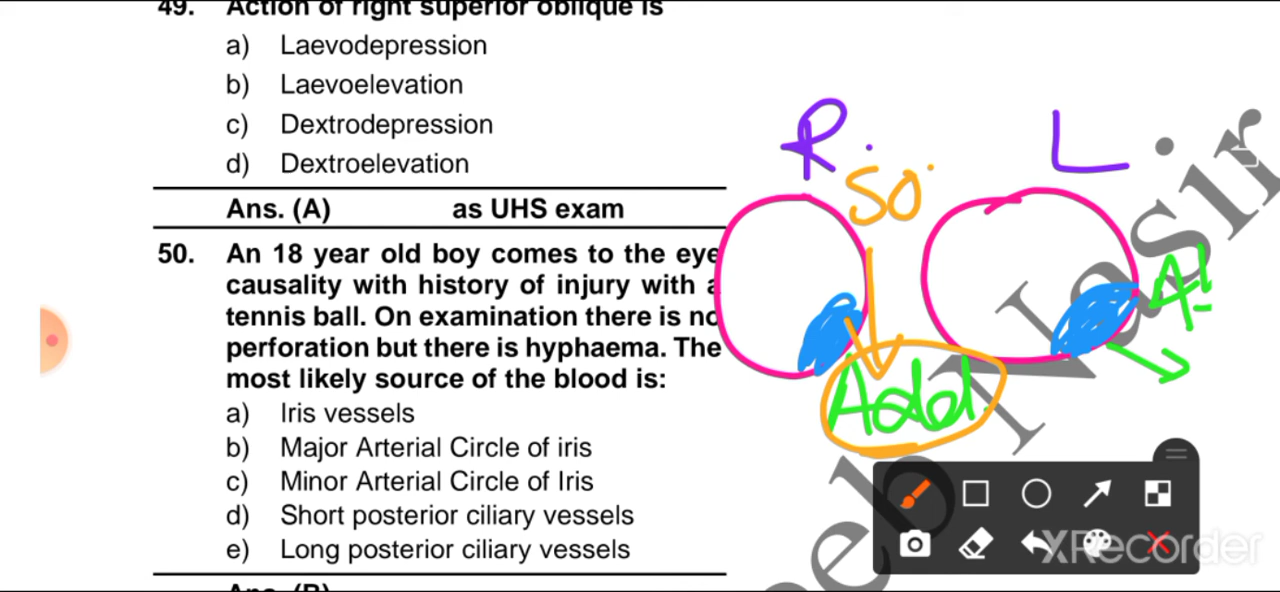 49. Action of right superior oblique is
a) Laevodepression
b) Laevoelevation
c) Dextrodepression
d) Dextroelevation
Ans. (A) as UHS exam
50. An 18 year old boy comes to the eye
causality with history of injury with a
tennis ball. On examination there is no
perforation but there is hyphaema. The
most likely source of the blood is:
a) Iris vessels
b) Major Arterial Circle of iris
c) Minor Arterial Circle of Iris
d) Short posterior ciliary vessels
e) Long posterior ciliary vessels
Ans. (B)
R.
L
SO
Add
XRecorder